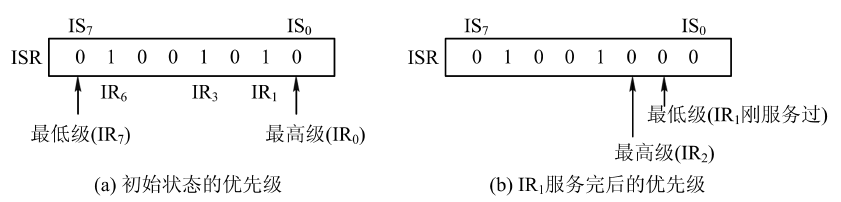 IS7 IS0
ISR 0 1 0 0 1 0 1 0
IR6 IR3 IR1
最低级(IR7) 最高级(IR0)
(a) 初始状态的优先级
IS7 IS0
ISR 0 1 0 0 1 0 0 0
最低级(IR1刚服务过)
最高级(IR2)
(b) IR1服务完后的优先级